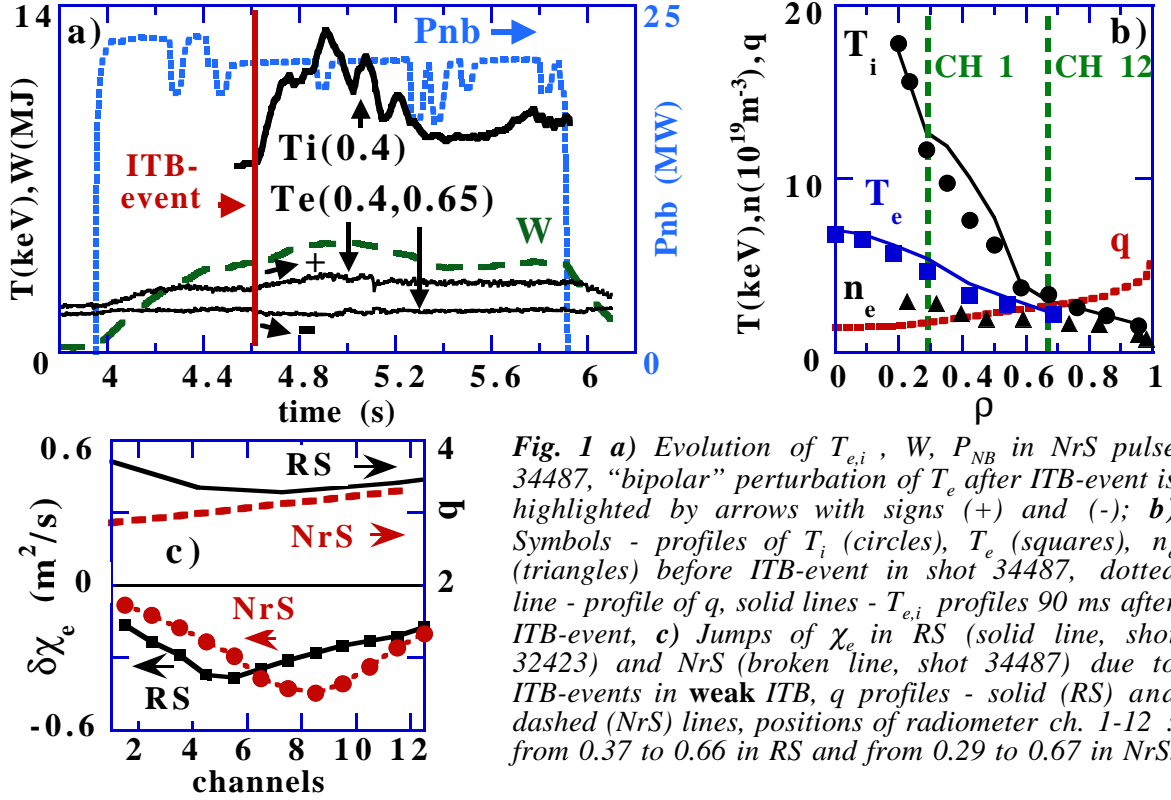 14
a)
Pnb
25
T(keV),W(MJ)
ITB-
event
Ti(0.4)
Te(0.4,0.65)
W
+
-
Pnb (MW)
0
0
4
4.4
4.8
5.2
5.6
6
time (s)
20
b)
T
i
CH 1
CH 12
T(keV),n(10¹⁹m⁻³),q
10
T
e
q
n
e
0
0
0.2
0.4
0.6
0.8
1
ρ
0.6
4
RS
NrS
c)
δχₑ (m²/s)
q
0
2
NrS
RS
-0.6
2
4
6
8
10
12
channels
Fig. 1 a) Evolution of Tₑ,ᵢ , W, P_NB in NrS pulse
34487, “bipolar” perturbation of Tₑ after ITB-event is
highlighted by arrows with signs (+) and (-); b)
Symbols - profiles of Tᵢ (circles), Tₑ (squares), nₑ
(triangles) before ITB-event in shot 34487, dotted
line - profile of q, solid lines - Tₑ,ᵢ profiles 90 ms after
ITB-event, c) Jumps of χₑ in RS (solid line, shot
32423) and NrS (broken line, shot 34487) due to
ITB-events in weak ITB, q profiles - solid (RS) and
dashed (NrS) lines, positions of radiometer ch. 1-12
from 0.37 to 0.66 in RS and from 0.29 to 0.67 in NrS.